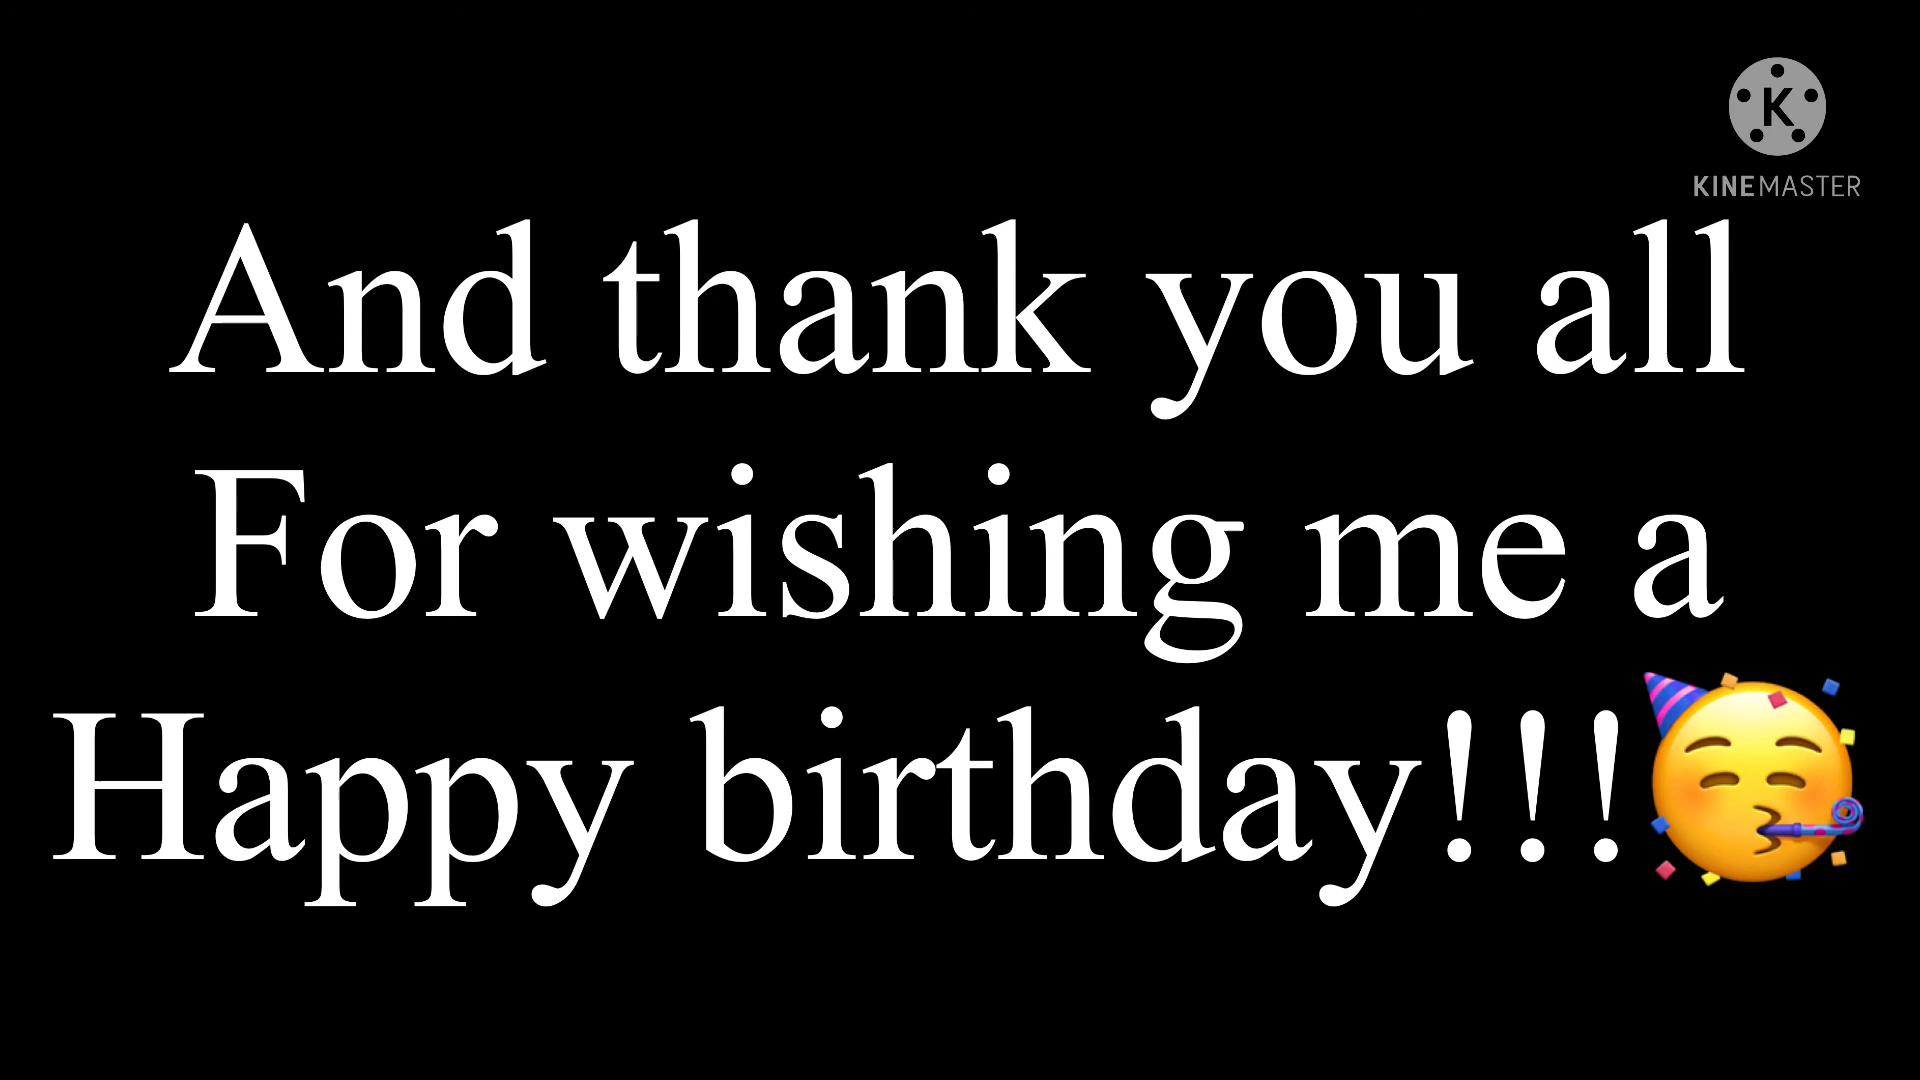 K
KINEMASTER
And thank you all
For wishing me a
Happy birthday!!!🥳